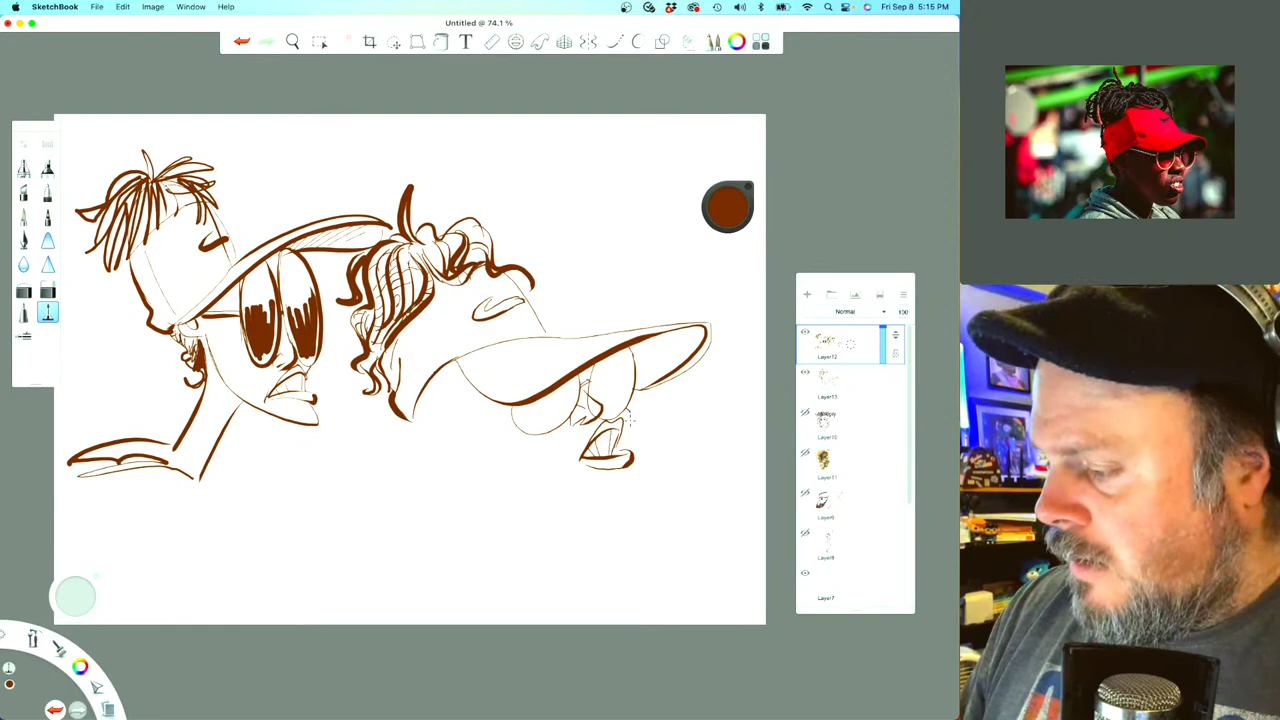 SketchBook File Edit Image Window Help
Fri Sep 8 5:15 PM
Untitled @ 74.1 %
T
Normal
100
Layer12
Layer13
Layer10
Layer11
Layer9
Layer8
Layer7